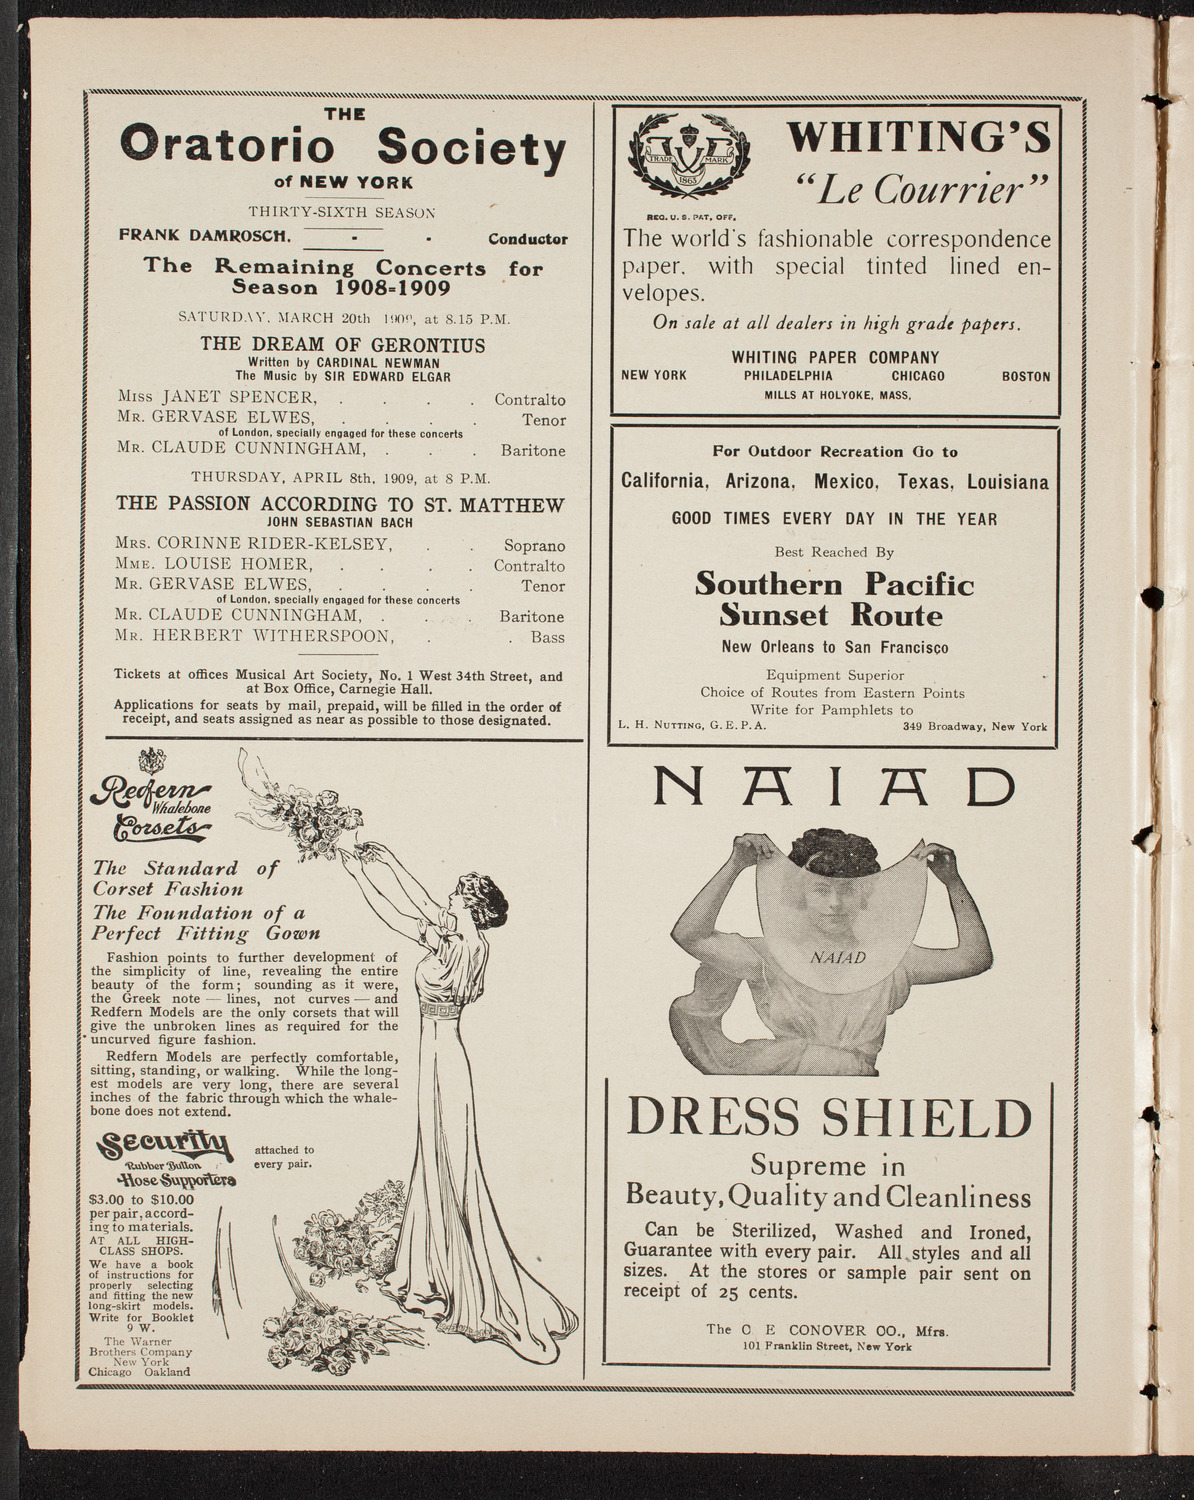 THE
Oratorio Society
of NEW YORK
THIRTY-SIXTH SEASON
FRANK DAMROSCH, - - Conductor
The Remaining Concerts for
Season 1908=1909
SATURDAY, MARCH 20th 1909, at 8.15 P.M.
THE DREAM OF GERONTIUS
Written by CARDINAL NEWMAN
The Music by SIR EDWARD ELGAR
MISS JANET SPENCER, . . . . Contralto
MR. GERVASE ELWES, . . . . Tenor
of London, specially engaged for these concerts
MR. CLAUDE CUNNINGHAM, . . . Baritone
THURSDAY, APRIL 8th, 1909, at 8 P.M.
THE PASSION ACCORDING TO ST. MATTHEW
JOHN SEBASTIAN BACH
MRS. CORINNE RIDER-KELSEY, . . Soprano
MME. LOUISE HOMER, . . . . Contralto
MR. GERVASE ELWES, . . . . Tenor
of London, specially engaged for these concerts
MR. CLAUDE CUNNINGHAM, . . . Baritone
MR. HERBERT WITHERSPOON, . . Bass
Tickets at offices Musical Art Society, No. 1 West 34th Street, and
at Box Office, Carnegie Hall.
Applications for seats by mail, prepaid, will be filled in the order of
receipt, and seats assigned as near as possible to those designated.
Redfern
Whalebone
Corsets
The Standard of
Corset Fashion
The Foundation of a
Perfect Fitting Gown
Fashion points to further development of
the simplicity of line, revealing the entire
beauty of the form; sounding as it were,
the Greek note — lines, not curves — and
Redfern Models are the only corsets that will
give the unbroken lines as required for the
uncurved figure fashion.
Redfern Models are perfectly comfortable,
sitting, standing, or walking. While the long-
est models are very long, there are several
inches of the fabric through which the whale-
bone does not extend.
Security
Rubber Button
Hose Supporters
attached to
every pair.
$3.00 to $10.00
per pair, accord-
ing to materials.
AT ALL HIGH-
CLASS SHOPS.
We have a book
of instructions for
properly selecting
and fitting the new
long-skirt models.
Write for Booklet
9 W.
The Warner
Brothers Company
New York
Chicago Oakland
TRADE MARK
1865
REG. U. S. PAT. OFF.
WHITING'S
"Le Courrier"
The world's fashionable correspondence
paper, with special tinted lined en-
velopes.
On sale at all dealers in high grade papers.
WHITING PAPER COMPANY
NEW YORK PHILADELPHIA CHICAGO BOSTON
MILLS AT HOLYOKE, MASS.
For Outdoor Recreation Go to
California, Arizona, Mexico, Texas, Louisiana
GOOD TIMES EVERY DAY IN THE YEAR
Best Reached By
Southern Pacific
Sunset Route
New Orleans to San Francisco
Equipment Superior
Choice of Routes from Eastern Points
Write for Pamphlets to
L. H. NUTTING, G. E. P. A. 349 Broadway, New York
NAIAD
NAIAD
DRESS SHIELD
Supreme in
Beauty, Quality and Cleanliness
Can be Sterilized, Washed and Ironed,
Guarantee with every pair. All styles and all
sizes. At the stores or sample pair sent on
receipt of 25 cents.
The C E CONOVER CO., Mfrs.
101 Franklin Street, New York